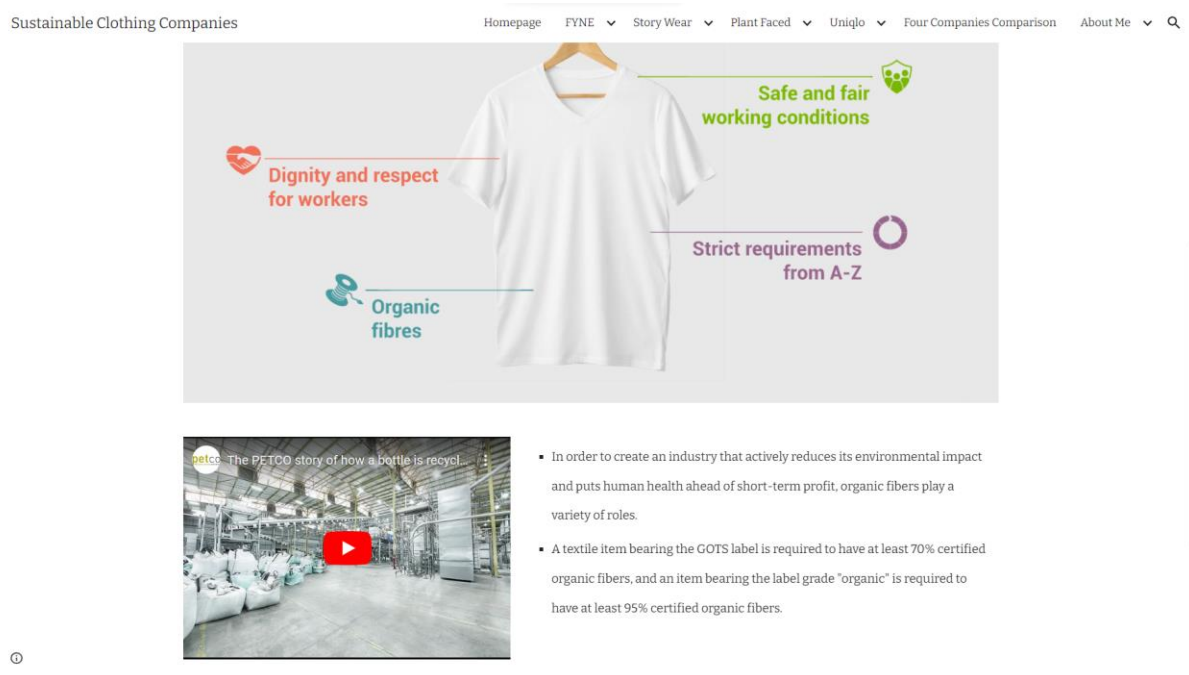 Sustainable Clothing Companies
Homepage
FYNE
Story Wear
Plant Faced
Uniqlo
Four Companies Comparison
About Me
Safe and fair
working conditions
Dignity and respect
for workers
Strict requirements
from A-Z
Organic
fibres
petco
The PETCO story of how a bottle is recycl...
In order to create an industry that actively reduces its environmental impact
and puts human health ahead of short-term profit, organic fibers play a
variety of roles.
A textile item bearing the GOTS label is required to have at least 70% certified
organic fibers, and an item bearing the label grade "organic" is required to
have at least 95% certified organic fibers.